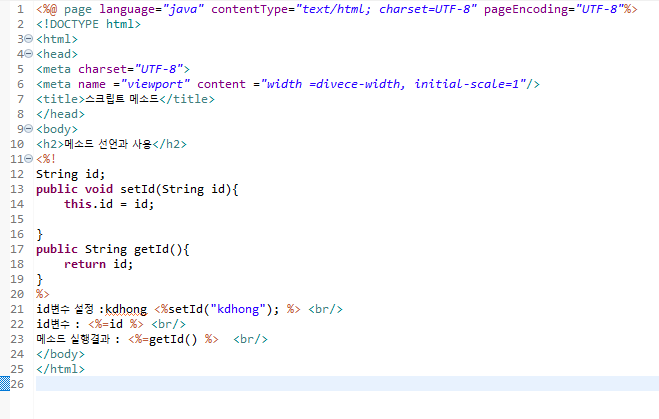 1 <%@ page language="java" contentType="text/html; charset=UTF-8" pageEncoding="UTF-8"%>
2 <!DOCTYPE html>
3 <html>
4 <head>
5 <meta charset="UTF-8">
6 <meta name ="viewport" content ="width =divece-width, initial-scale=1"/>
7 <title>스크립트 메소드</title>
8 </head>
9 <body>
10 <h2>메소드 선언과 사용</h2>
11 <%!
12 String id;
13 public void setId(String id){
14     this.id = id;
15
16 }
17 public String getId(){
18     return id;
19 }
20 %>
21 id변수 설정 :kdhong <%setId("kdhong"); %> <br/>
22 id변수 : <%=id %> <br/>
23 메소드 실행결과 : <%=getId() %>  <br/>
24 </body>
25 </html>
26